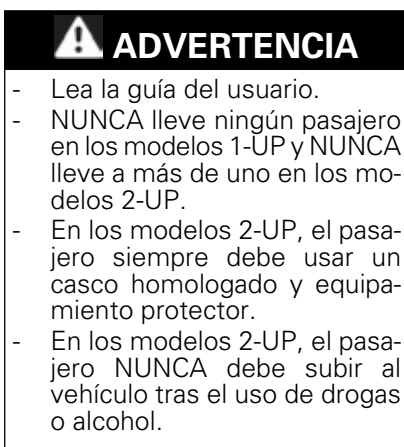 ADVERTENCIA
- Lea la guía del usuario.
- NUNCA lleve ningún pasajero
en los modelos 1-UP y NUNCA
lleve a más de uno en los mo-
delos 2-UP.
- En los modelos 2-UP, el pasa-
jero siempre debe usar un
casco homologado y equipa-
miento protector.
- En los modelos 2-UP, el pasa-
jero NUNCA debe subir al
vehículo tras el uso de drogas
o alcohol.